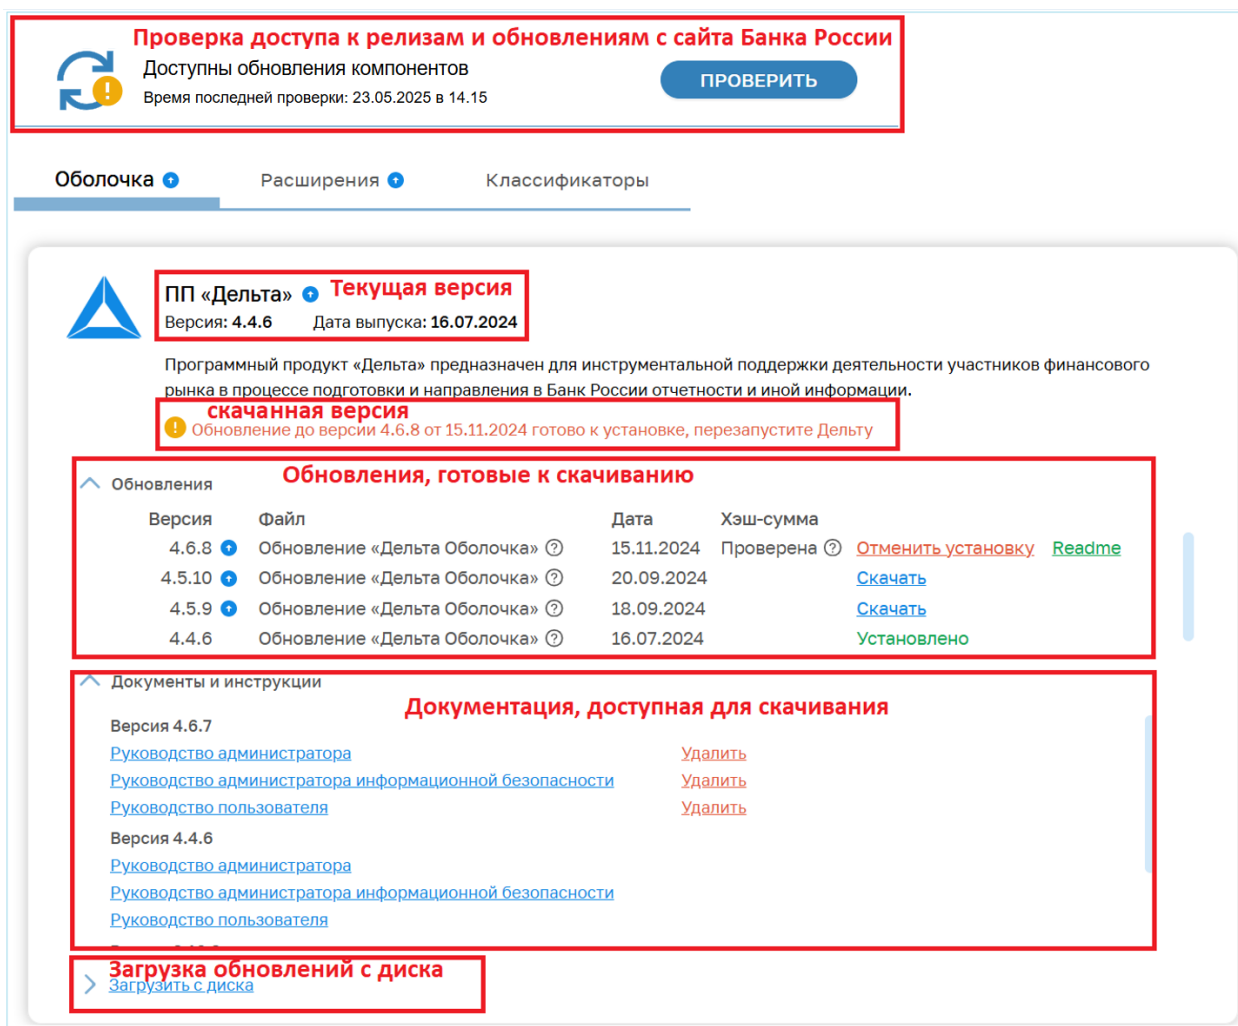 Проверка доступа к релизам и обновлениям с сайта Банка России
Доступны обновления компонентов
Время последней проверки: 23.05.2025 в 14.15
ПРОВЕРИТЬ
Оболочка Расширения Классификаторы
ПП «Дельта» Текущая версия
Версия: 4.4.6 Дата выпуска: 16.07.2024
Программный продукт «Дельта» предназначен для инструментальной поддержки деятельности участников финансового
рынка в процессе подготовки и направления в Банк России отчетности и иной информации.
скачанная версия
Обновление до версии 4.6.8 от 15.11.2024 готово к установке, перезапустите Дельту
Обновления, готовые к скачиванию
Обновления
Версия Файл Дата Хэш-сумма
4.6.8 Обновление «Дельта Оболочка» 15.11.2024 Проверена Отменить установку Readme
4.5.10 Обновление «Дельта Оболочка» 20.09.2024 Скачать
4.5.9 Обновление «Дельта Оболочка» 18.09.2024 Скачать
4.4.6 Обновление «Дельта Оболочка» 16.07.2024 Установлено
Документы и инструкции
Документация, доступная для скачивания
Версия 4.6.7
Руководство администратора Удалить
Руководство администратора информационной безопасности Удалить
Руководство пользователя Удалить
Версия 4.4.6
Руководство администратора
Руководство администратора информационной безопасности
Руководство пользователя
Загрузка обновлений с диска
Загрузить с диска